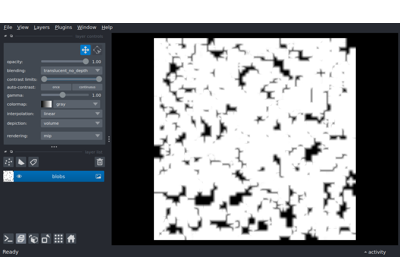 File View Layers Plugins Window Help
opacity: 1.00
blending: translucent_no_depth
contrast limits:
auto-contrast: once continuous
gamma: 1.00
colormap: gray
interpolation: linear
depiction: volume
rendering: mip
blobs
Ready
activity